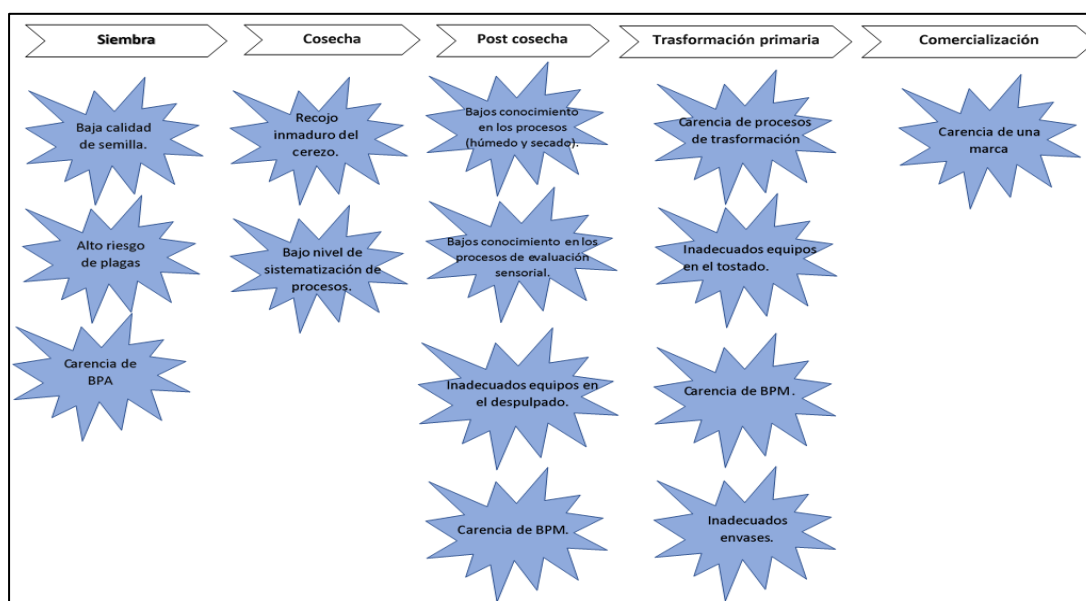 Siembra
Cosecha
Post cosecha
Trasformación primaria
Comercialización
Baja calidad
de semilla.
Alto riesgo
de plagas
Carencia de
BPA
Recojo
inmaduro del
cerezo.
Bajo nivel de
sistematización de
procesos.
Bajos conocimiento
en los procesos
(húmedo y secado).
Bajos conocimiento en los
procesos de evaluación
sensorial.
Inadecuados equipos en
el despulpado.
Carencia de BPM.
Carencia de procesos
de trasformación
Inadecuados equipos
en el tostado.
Carencia de BPM.
Inadecuados
envases.
Carencia de una
marca